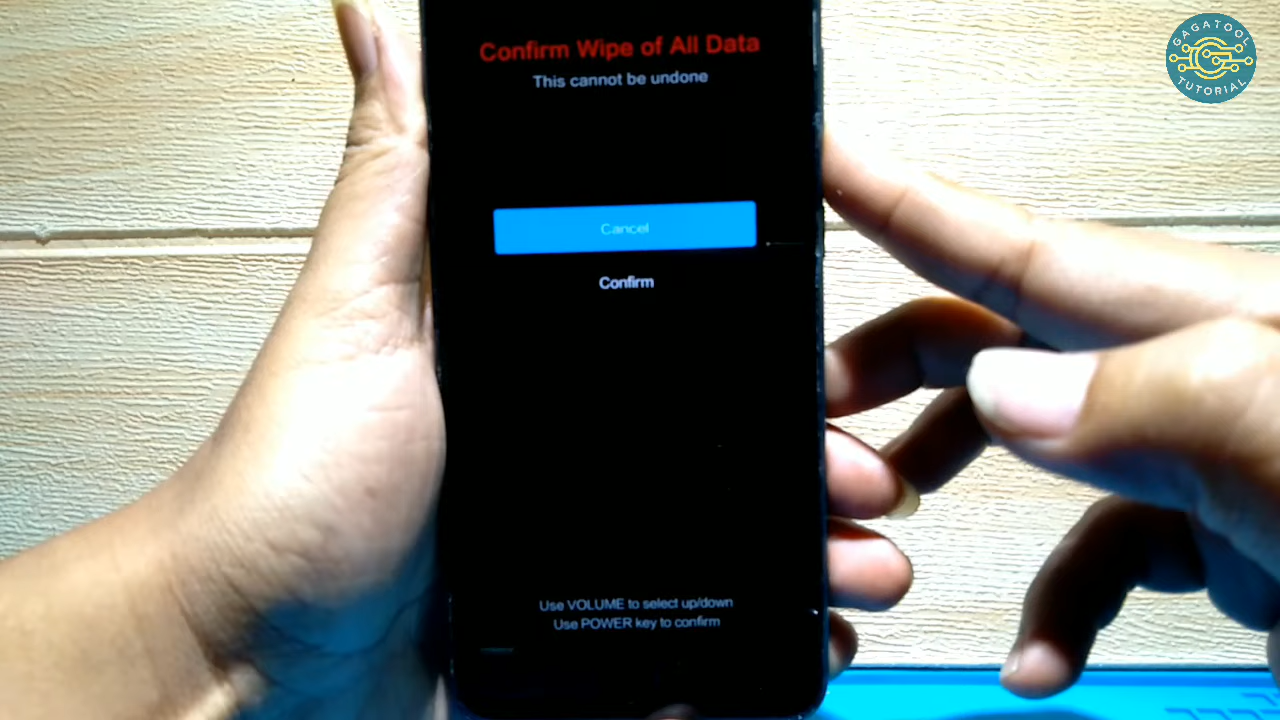 Confirm Wipe of All Data
This cannot be undone
Cancel
Confirm
Use VOLUME to select up/down
Use POWER key to confirm
GAGATOOL
TUTORIAL